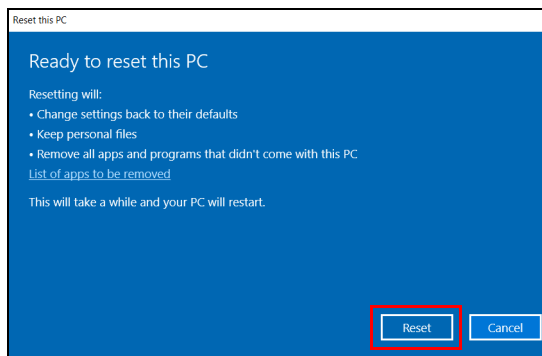 Reset this PC
Ready to reset this PC
Resetting will:
• Change settings back to their defaults
• Keep personal files
• Remove all apps and programs that didn't come with this PC
List of apps to be removed
This will take a while and your PC will restart.
Reset Cancel